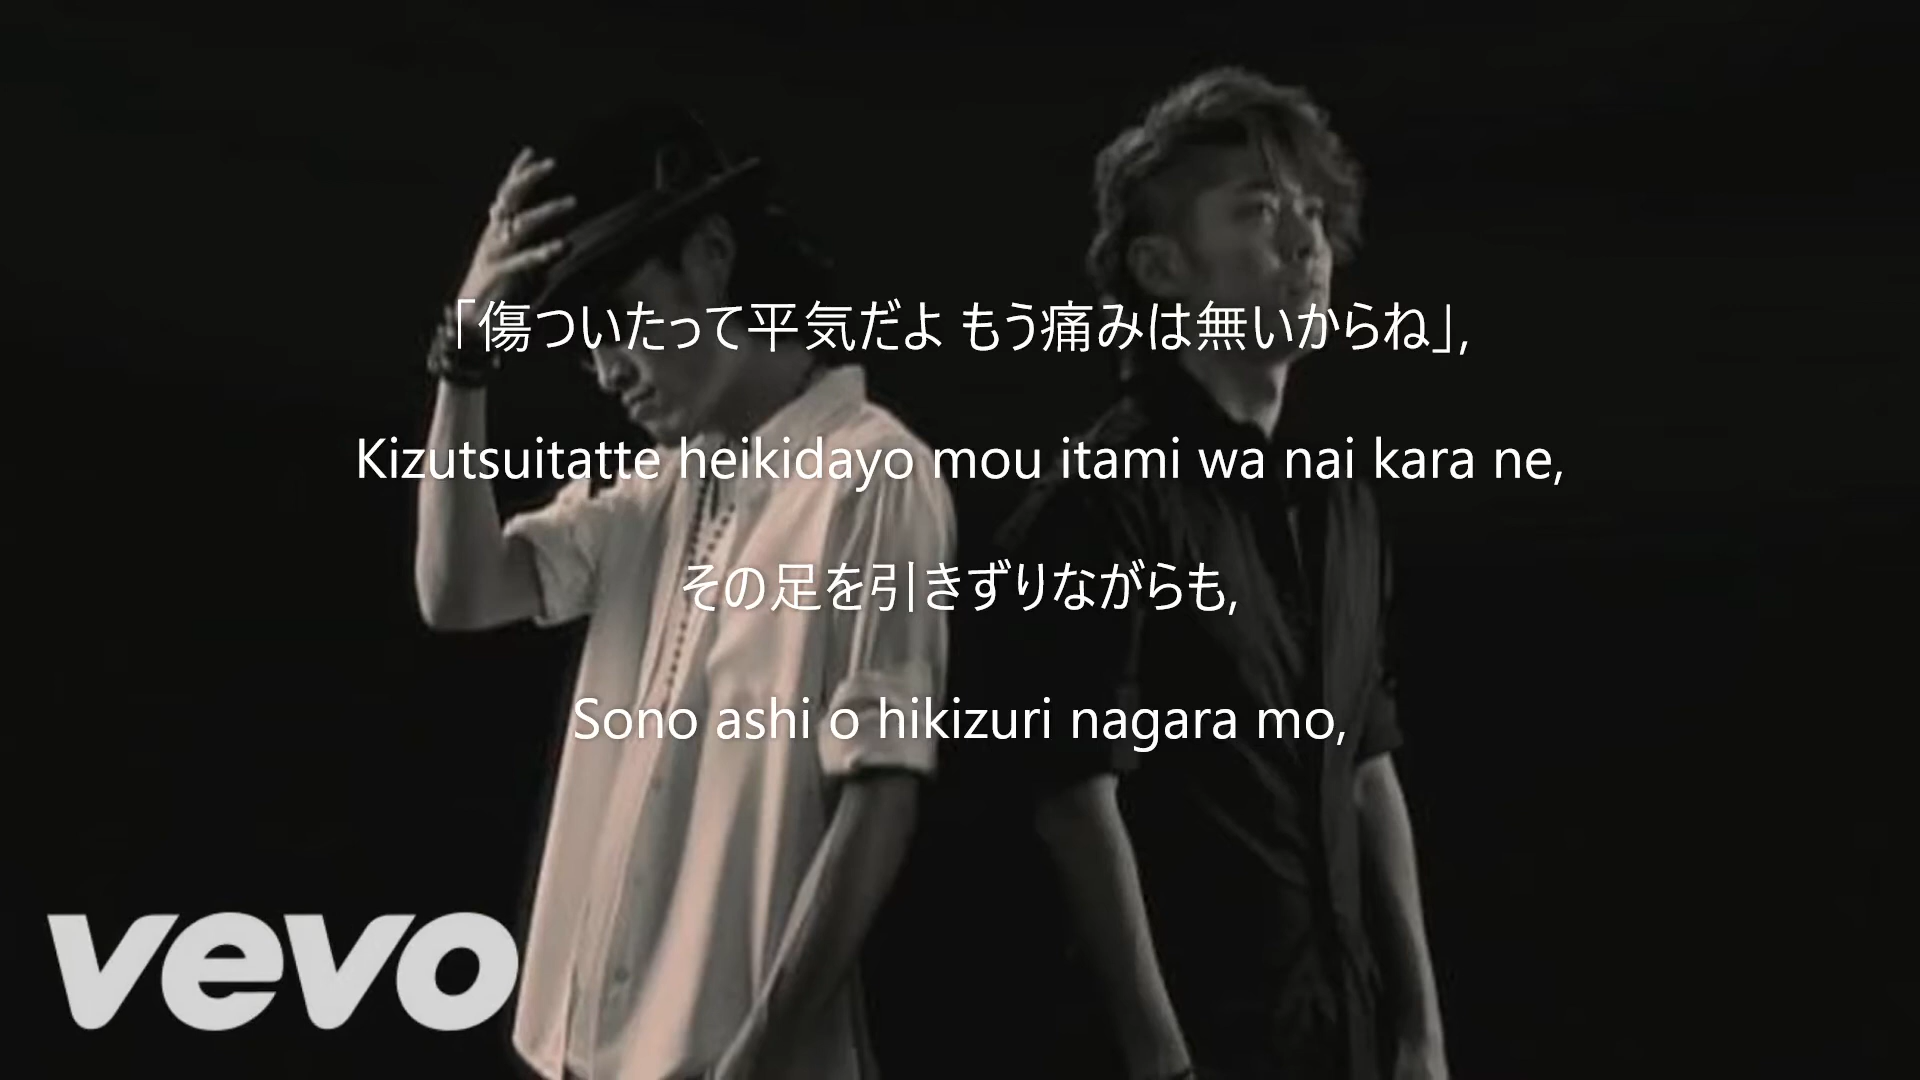 「傷ついたって平気だよ もう痛みは無いからね」,
Kizutsuitatte heikidayo mou itami wa nai kara ne,
その足を引きずりながらも,
Sono ashi o hikizuri nagara mo,
vevo